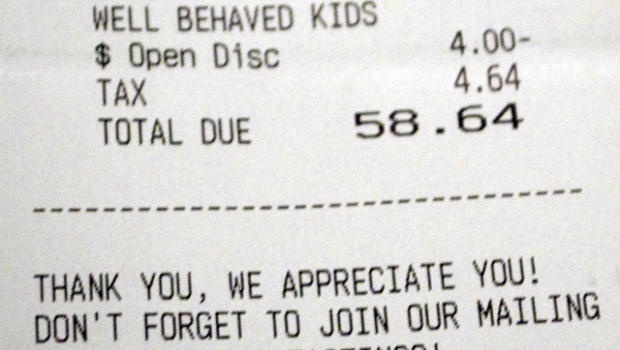 WELL BEHAVED KIDS
$ Open Disc 4.00-
TAX 4.64
TOTAL DUE 58.64
--------------------------------
THANK YOU, WE APPRECIATE YOU!
DON'T FORGET TO JOIN OUR MAILING